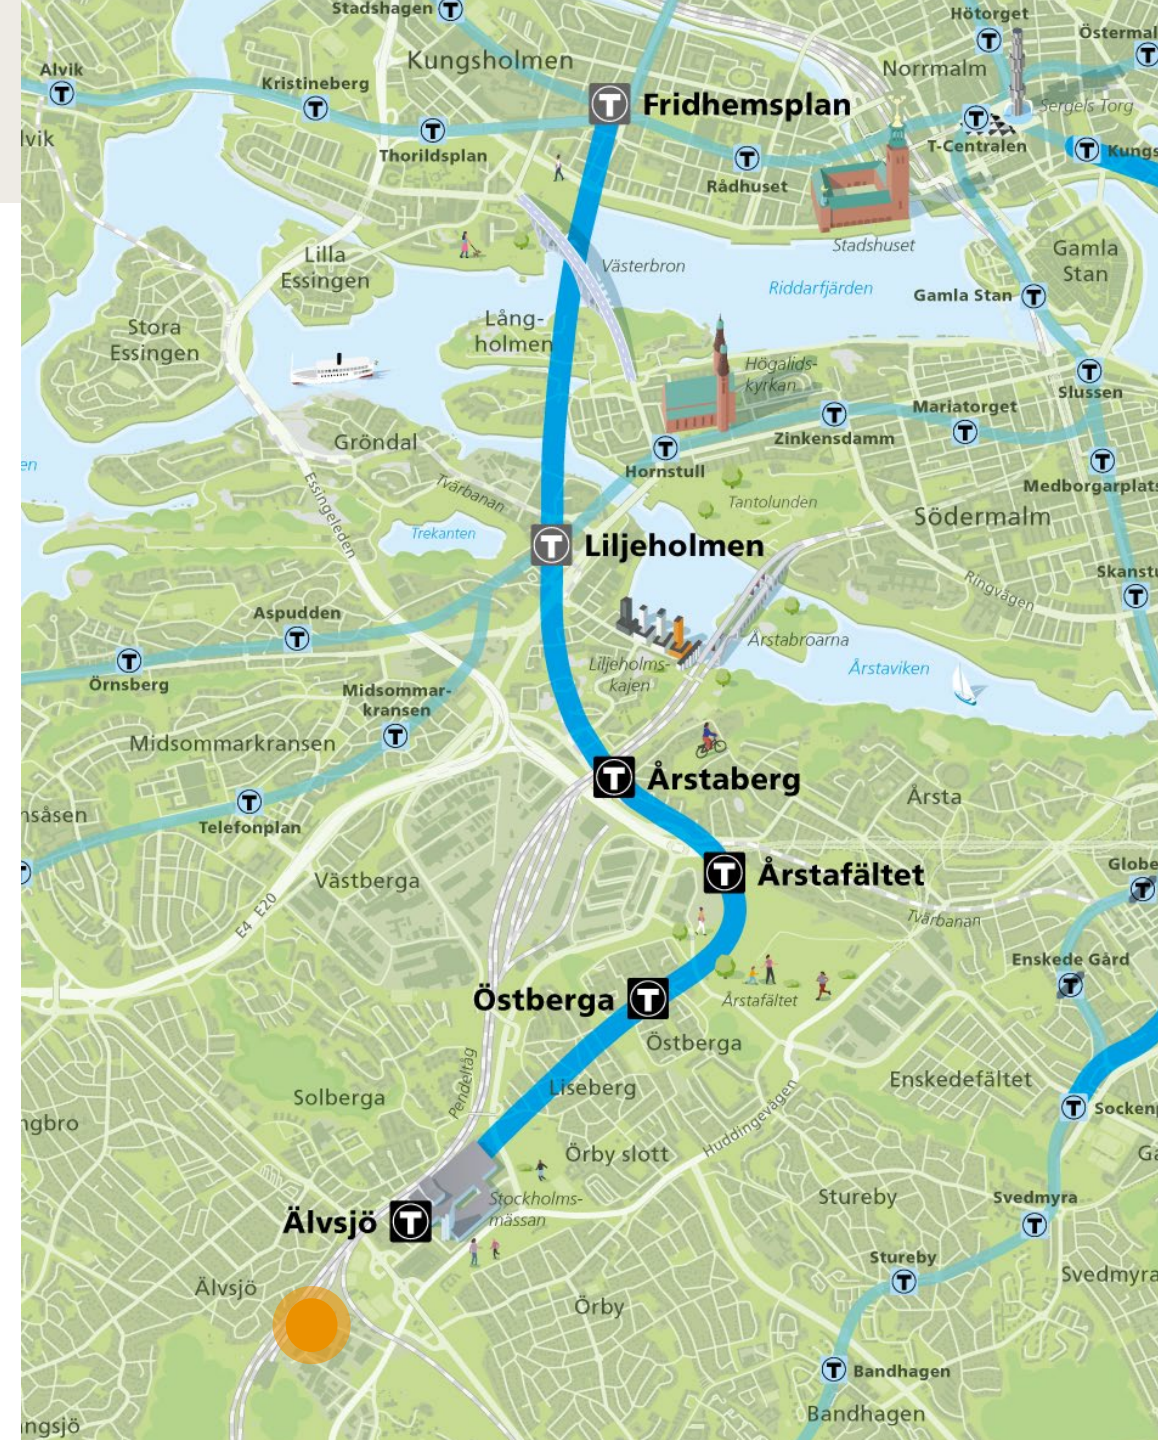 Stadshagen
Hötorget
Östermal
Kungsholmen
Norrmalm
Alvik
Kristineberg
Fridhemsplan
Sergels Torg
lvik
Thorildsplan
T-Centralen
Kungs
Rådhuset
Stadshuset
Lilla
Essingen
Västerbron
Gamla
Stan
Riddarfjärden
Gamla Stan
Stora
Essingen
Lång-
holmen
Högalids-
kyrkan
Slussen
Mariatorget
Zinkensdamm
Gröndal
Hornstull
en
Tvärbanan
Medborgarplats
Essingeleden
Tantolunden
Södermalm
Trekanten
Liljeholmen
Skanstu
Ringvägen
Aspudden
Årstabroarna
Liljeholms-
kajen
Årstaviken
Örnsberg
Midsommar-
kransen
Midsommarkransen
Årstaberg
Årsta
nsåsen
Telefonplan
Globe
Västberga
Årstafältet
E4 E20
Tvärbanan
Enskede Gård
Östberga
Årstafältet
Östberga
Pendeltåg
Liseberg
Enskedefältet
Solberga
Socken
ngbro
Huddingevägen
Örby slott
Stockholms-
mässan
Stureby
Svedmyra
Älvsjö
Stureby
Älvsjö
Svedmyra
Örby
Bandhagen
Bandhagen
ngsjö